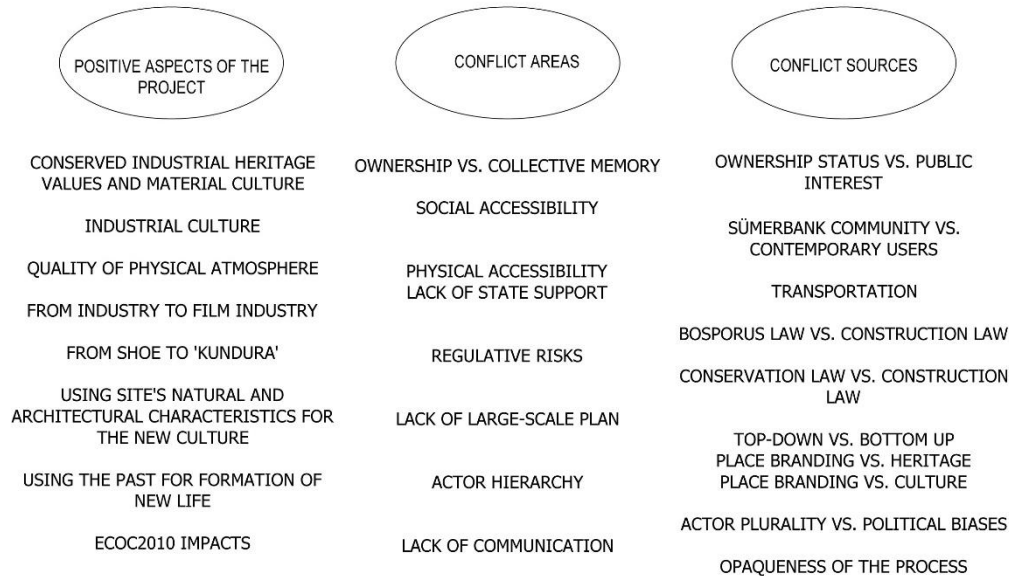 POSITIVE ASPECTS OF THE
PROJECT
CONSERVED INDUSTRIAL HERITAGE
VALUES AND MATERIAL CULTURE
INDUSTRIAL CULTURE
QUALITY OF PHYSICAL ATMOSPHERE
FROM INDUSTRY TO FILM INDUSTRY
FROM SHOE TO 'KUNDURA'
USING SITE'S NATURAL AND
ARCHITECTURAL CHARACTERISTICS FOR
THE NEW CULTURE
USING THE PAST FOR FORMATION OF
NEW LIFE
ECOC2010 IMPACTS
CONFLICT AREAS
OWNERSHIP VS. COLLECTIVE MEMORY
SOCIAL ACCESSIBILITY
PHYSICAL ACCESSIBILITY
LACK OF STATE SUPPORT
REGULATIVE RISKS
LACK OF LARGE-SCALE PLAN
ACTOR HIERARCHY
LACK OF COMMUNICATION
CONFLICT SOURCES
OWNERSHIP STATUS VS. PUBLIC
INTEREST
SÜMERBANK COMMUNITY VS.
CONTEMPORARY USERS
TRANSPORTATION
BOSPORUS LAW VS. CONSTRUCTION LAW
CONSERVATION LAW VS. CONSTRUCTION
LAW
TOP-DOWN VS. BOTTOM UP
PLACE BRANDING VS. HERITAGE
PLACE BRANDING VS. CULTURE
ACTOR PLURALITY VS. POLITICAL BIASES
OPAQUENESS OF THE PROCESS